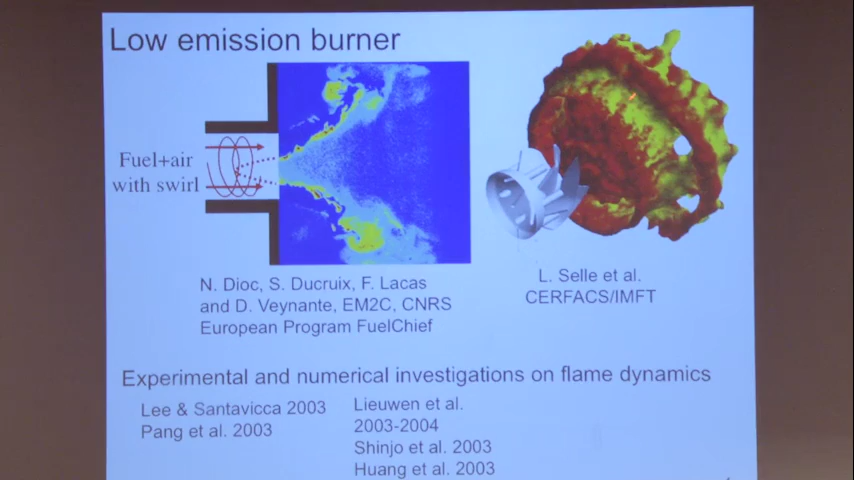 Low emission burner
Fuel+air
with swirl
N. Dioc, S. Ducruix, F. Lacas
and D. Veynante, EM2C, CNRS
European Program FuelChief
L. Selle et al.
CERFACS/IMFT
Experimental and numerical investigations on flame dynamics
Lee & Santavicca 2003
Pang et al. 2003
Lieuwen et al.
2003-2004
Shinjo et al. 2003
Huang et al. 2003